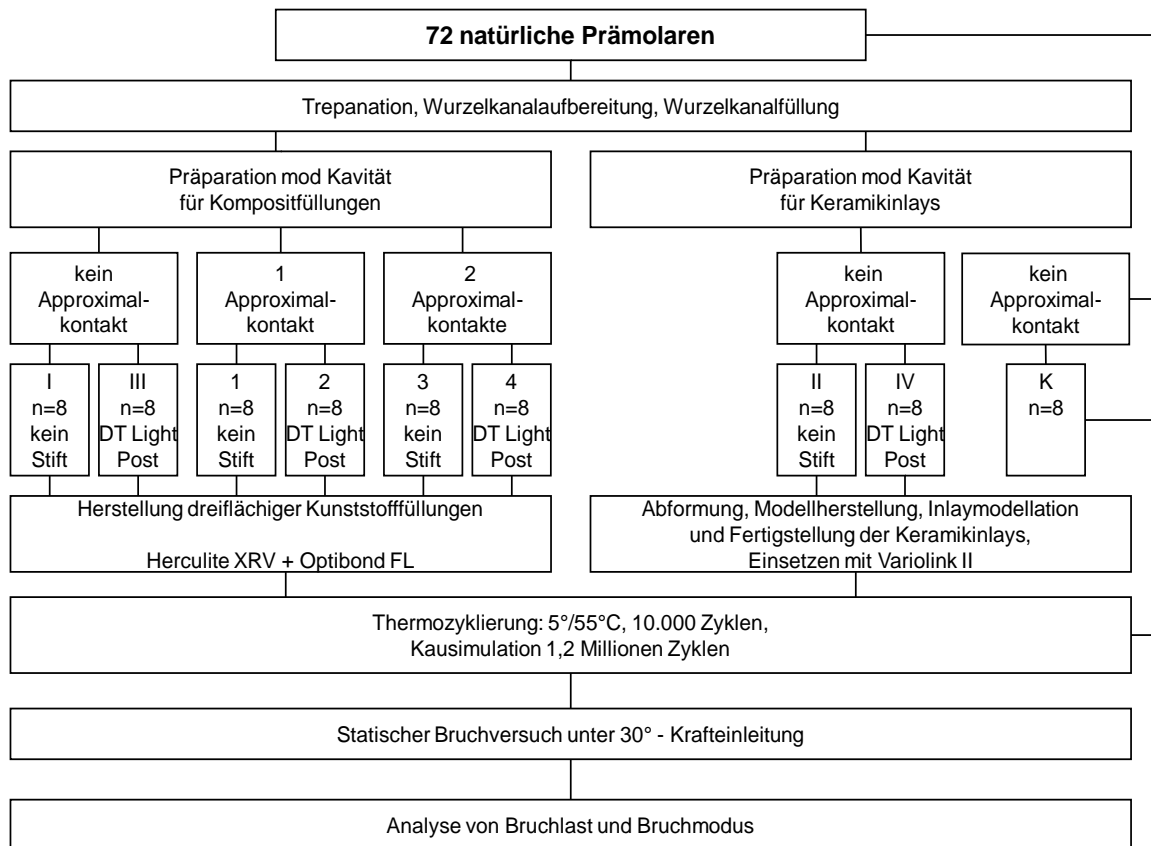 72 natürliche Prämolaren
Trepanation, Wurzelkanalaufbereitung, Wurzelkanalfüllung
Präparation mod Kavität
für Kompositfüllungen
Präparation mod Kavität
für Keramikinlays
kein
Approximal-
kontakt
1
Approximal-
kontakt
2
Approximal-
kontakte
kein
Approximal-
kontakt
kein
Approximal-
kontakt
I
n=8
kein
Stift
III
n=8
DT Light
Post
1
n=8
kein
Stift
2
n=8
DT Light
Post
3
n=8
kein
Stift
4
n=8
DT Light
Post
II
n=8
kein
Stift
IV
n=8
DT Light
Post
K
n=8
Herstellung dreiflächiger Kunststofffüllungen
Herculite XRV + Optibond FL
Abformung, Modellherstellung, Inlaymodellation
und Fertigstellung der Keramikinlays,
Einsetzen mit Variolink II
Thermozyklierung: 5°/55°C, 10.000 Zyklen,
Kausimulation 1,2 Millionen Zyklen
Statischer Bruchversuch unter 30° - Krafteinleitung
Analyse von Bruchlast und Bruchmodus